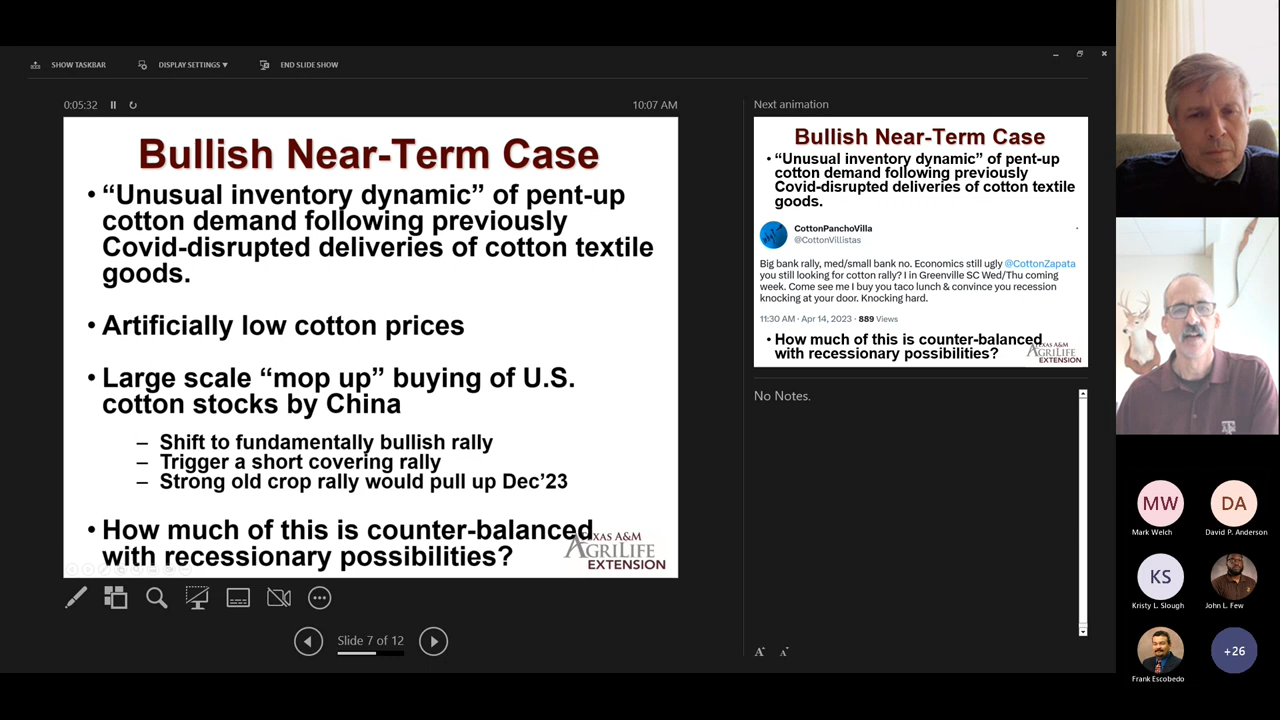 SHOW TASKBAR
DISPLAY SETTINGS ▼
END SLIDE SHOW
0:05:32
10:07 AM
Bullish Near-Term Case
• “Unusual inventory dynamic” of pent-up
cotton demand following previously
Covid-disrupted deliveries of cotton textile
goods.
• Artificially low cotton prices
• Large scale “mop up” buying of U.S.
cotton stocks by China
– Shift to fundamentally bullish rally
– Trigger a short covering rally
– Strong old crop rally would pull up Dec’23
• How much of this is counter-balanced
with recessionary possibilities?
TEXAS A&M
AGRILIFE
EXTENSION
Slide 7 of 12
Next animation
Bullish Near-Term Case
• “Unusual inventory dynamic” of pent-up
cotton demand following previously
Covid-disrupted deliveries of cotton textile
goods.
CottonPanchoVilla
@CottonVillistas
Big bank rally, med/small bank no. Economics still ugly @CottonZapata
you still looking for cotton rally? I in Greenville SC Wed/Thu coming
week. Come see me I buy you taco lunch & convince you recession
knocking at your door. Knocking hard.
11:30 AM · Apr 14, 2023 · 889 Views
• How much of this is counter-balanced
with recessionary possibilities?
TEXAS A&M
AGRILIFE
EXTENSION
No Notes.
A
A
MW
DA
Mark Welch
David P. Anderson
KS
Kristy L. Slough
John L. Few
+26
Frank Escobedo